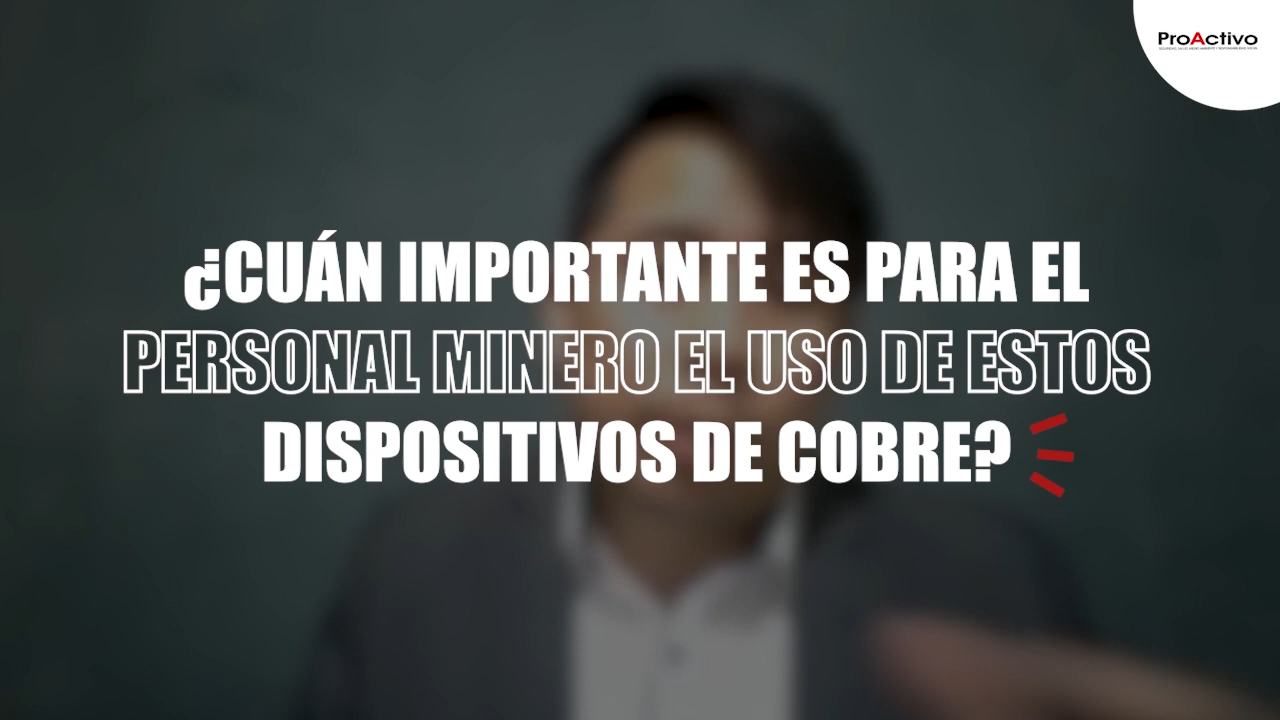 ProActivo
¿CUÁN IMPORTANTE ES PARA EL
PERSONAL MINERO EL USO DE ESTOS
DISPOSITIVOS DE COBRE?